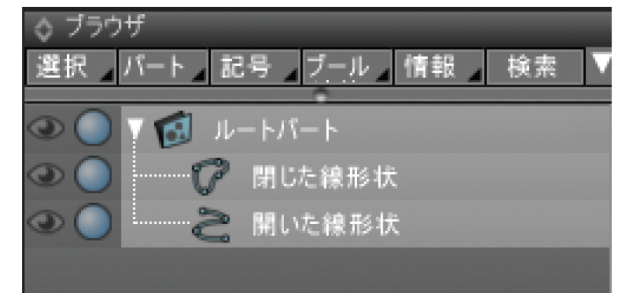 ブラウザ
選択 パート 記号 ブール 情報 検索
ルートパート
閉じた線形状
開いた線形状